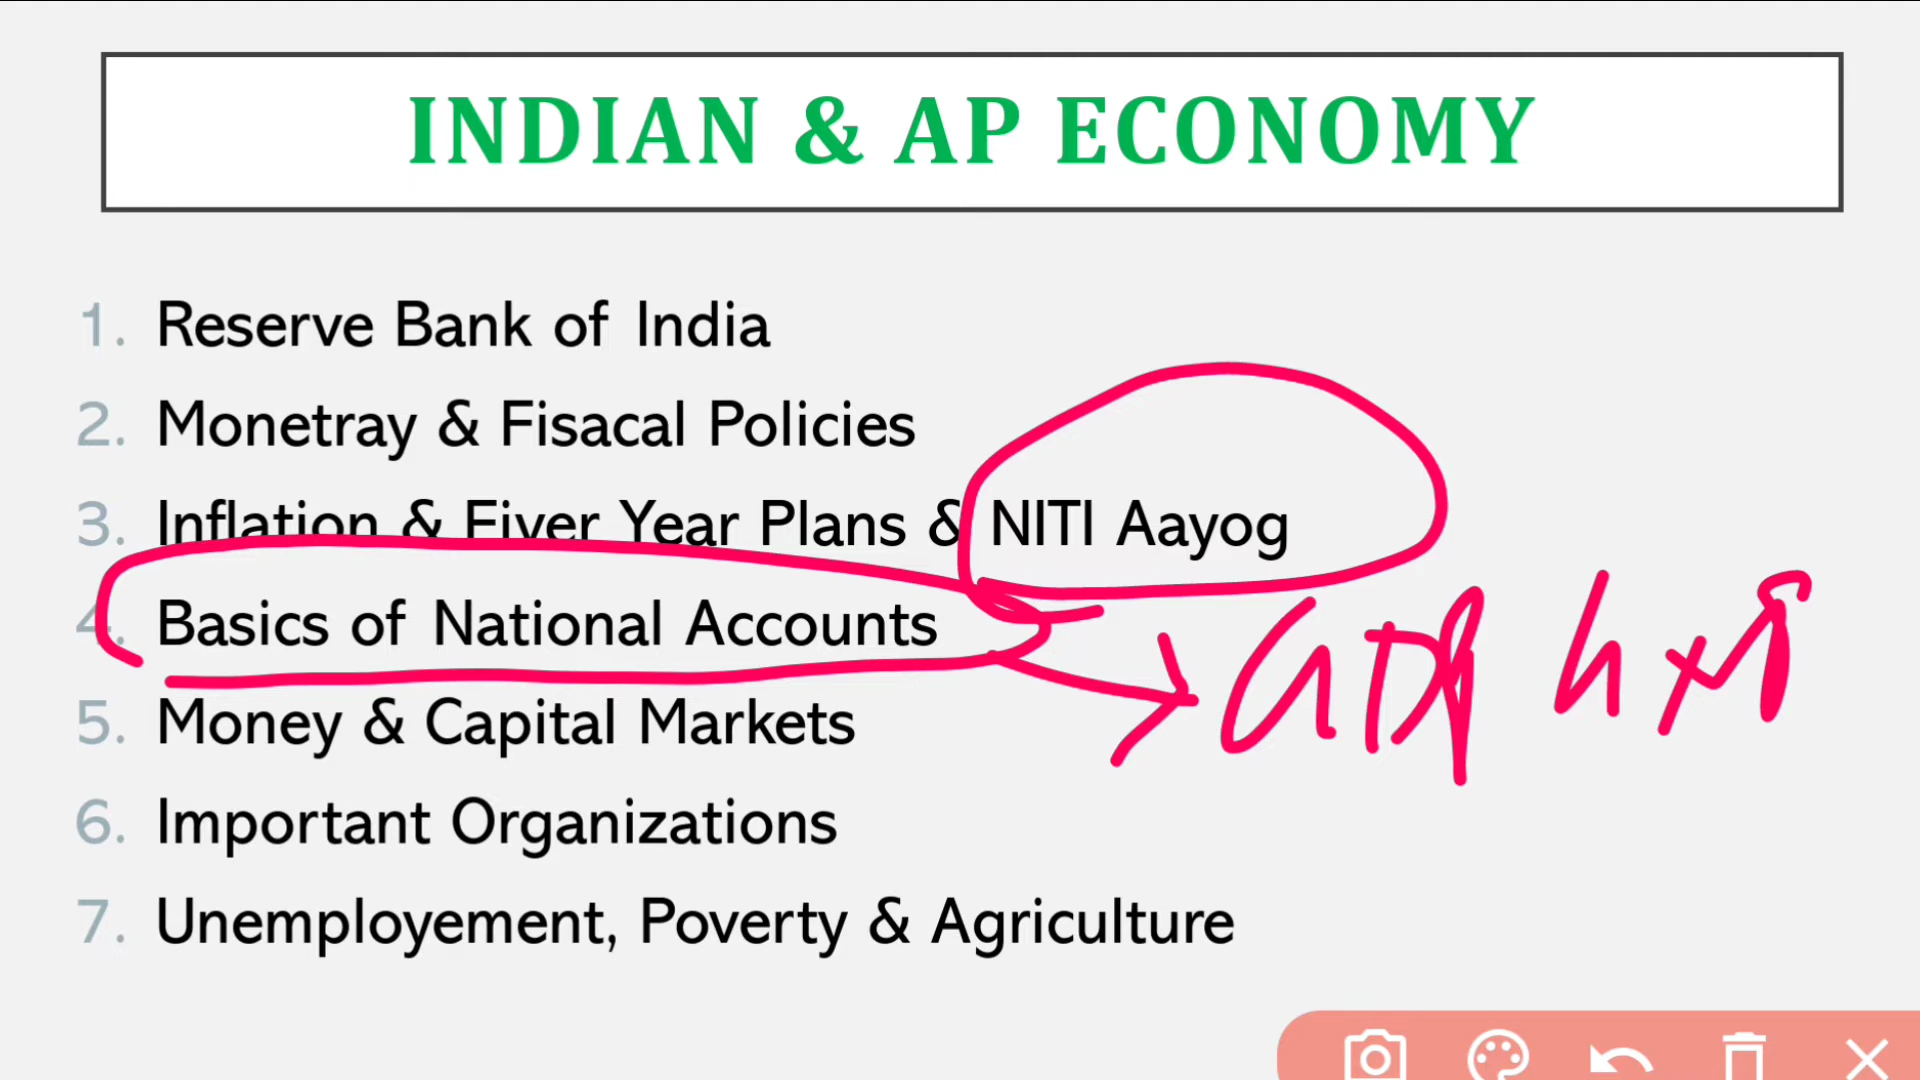 INDIAN & AP ECONOMY
1. Reserve Bank of India
2. Monetray & Fisacal Policies
3. Inflation & Fiver Year Plans & NITI Aayog
4. Basics of National Accounts
GDP
5. Money & Capital Markets
6. Important Organizations
7. Unemployement, Poverty & Agriculture